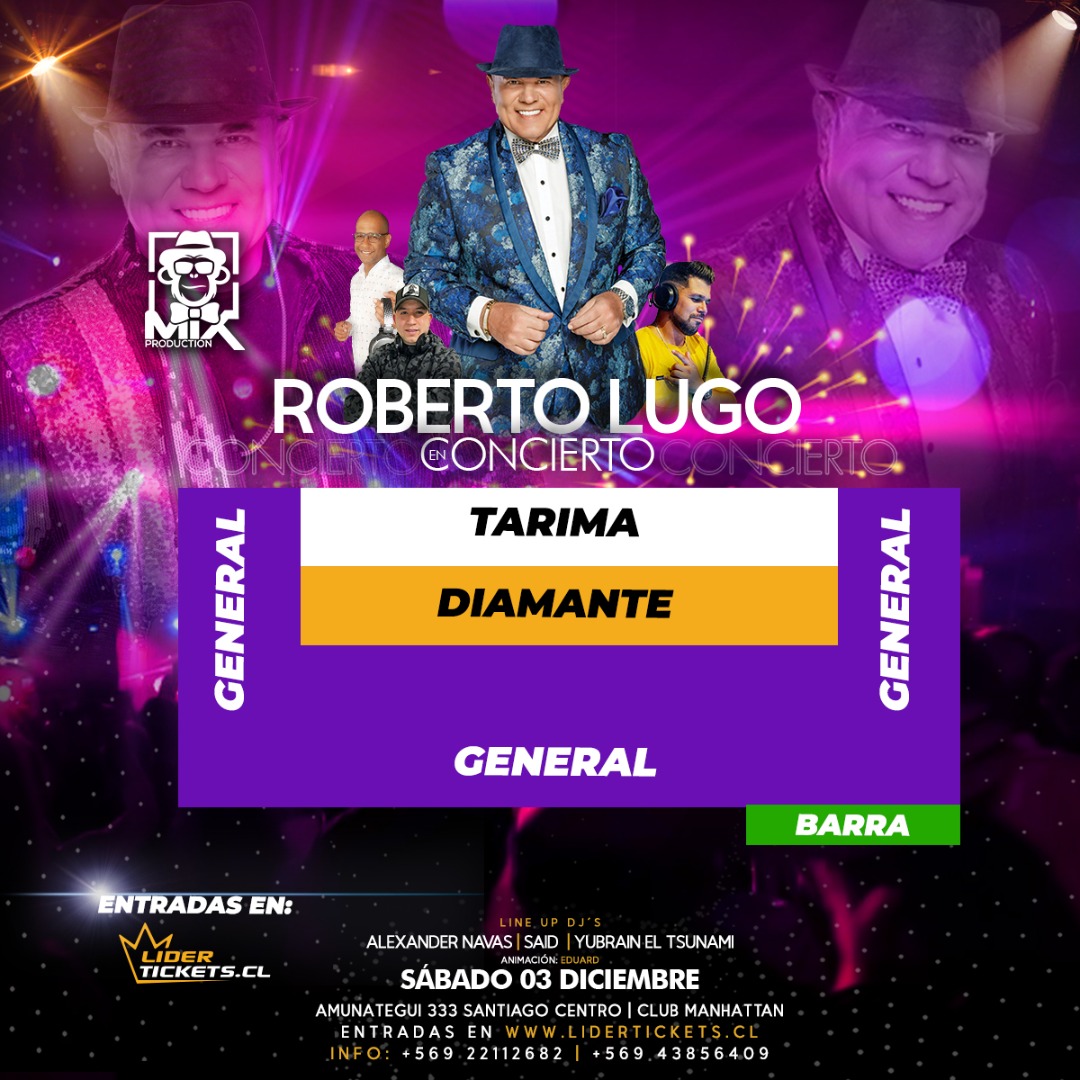 MIX
PRODUCTION
ROBERTO LUGO
CONCIERTO EN CONCIERTO CONCIERTO
TARIMA
DIAMANTE
GENERAL
GENERAL
GENERAL
BARRA
ENTRADAS EN:
LIDER
TICKETS.CL
LINE UP DJ´S
ALEXANDER NAVAS | SAID | YUBRAIN EL TSUNAMI
ANIMACIÓN: EDUARD
SÁBADO 03 DICIEMBRE
AMUNATEGUI 333 SANTIAGO CENTRO | CLUB MANHATTAN
ENTRADAS EN WWW.LIDERTICKETS.CL
INFO: +569 22112682 | +569 43856409